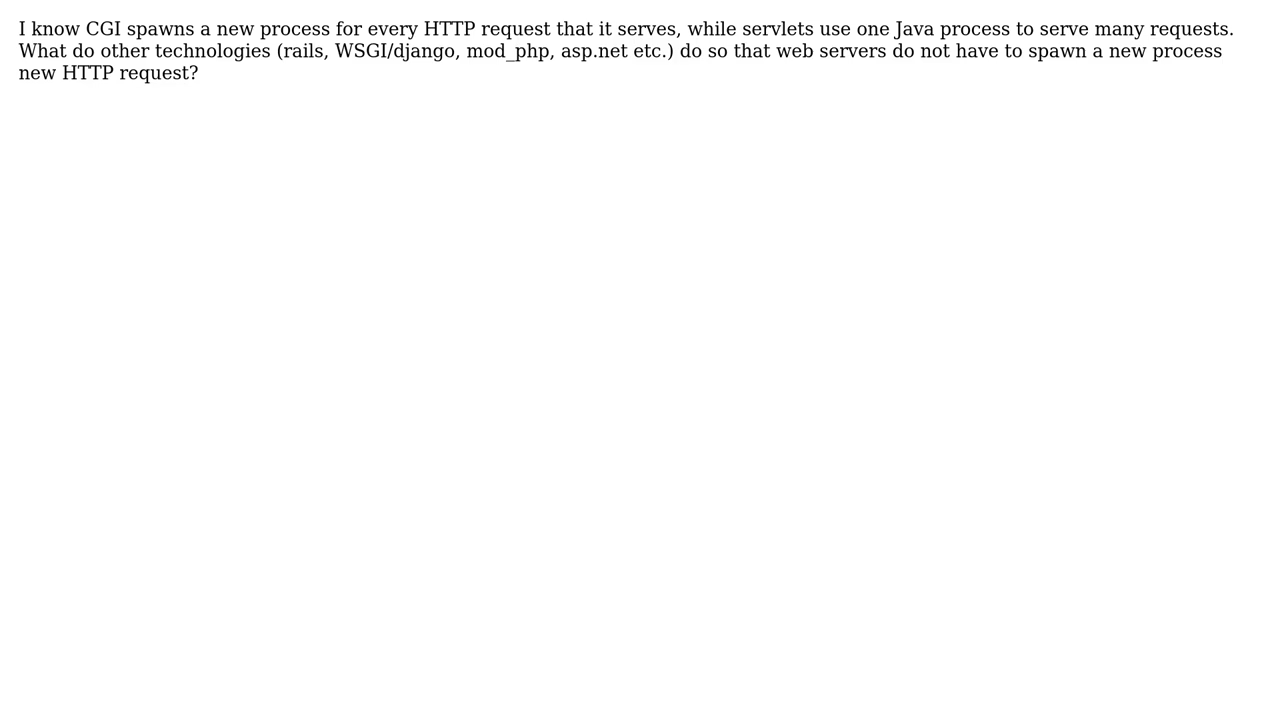 I know CGI spawns a new process for every HTTP request that it serves, while servlets use one Java process to serve many requests.
What do other technologies (rails, WSGI/django, mod_php, asp.net etc.) do so that web servers do not have to spawn a new process
new HTTP request?